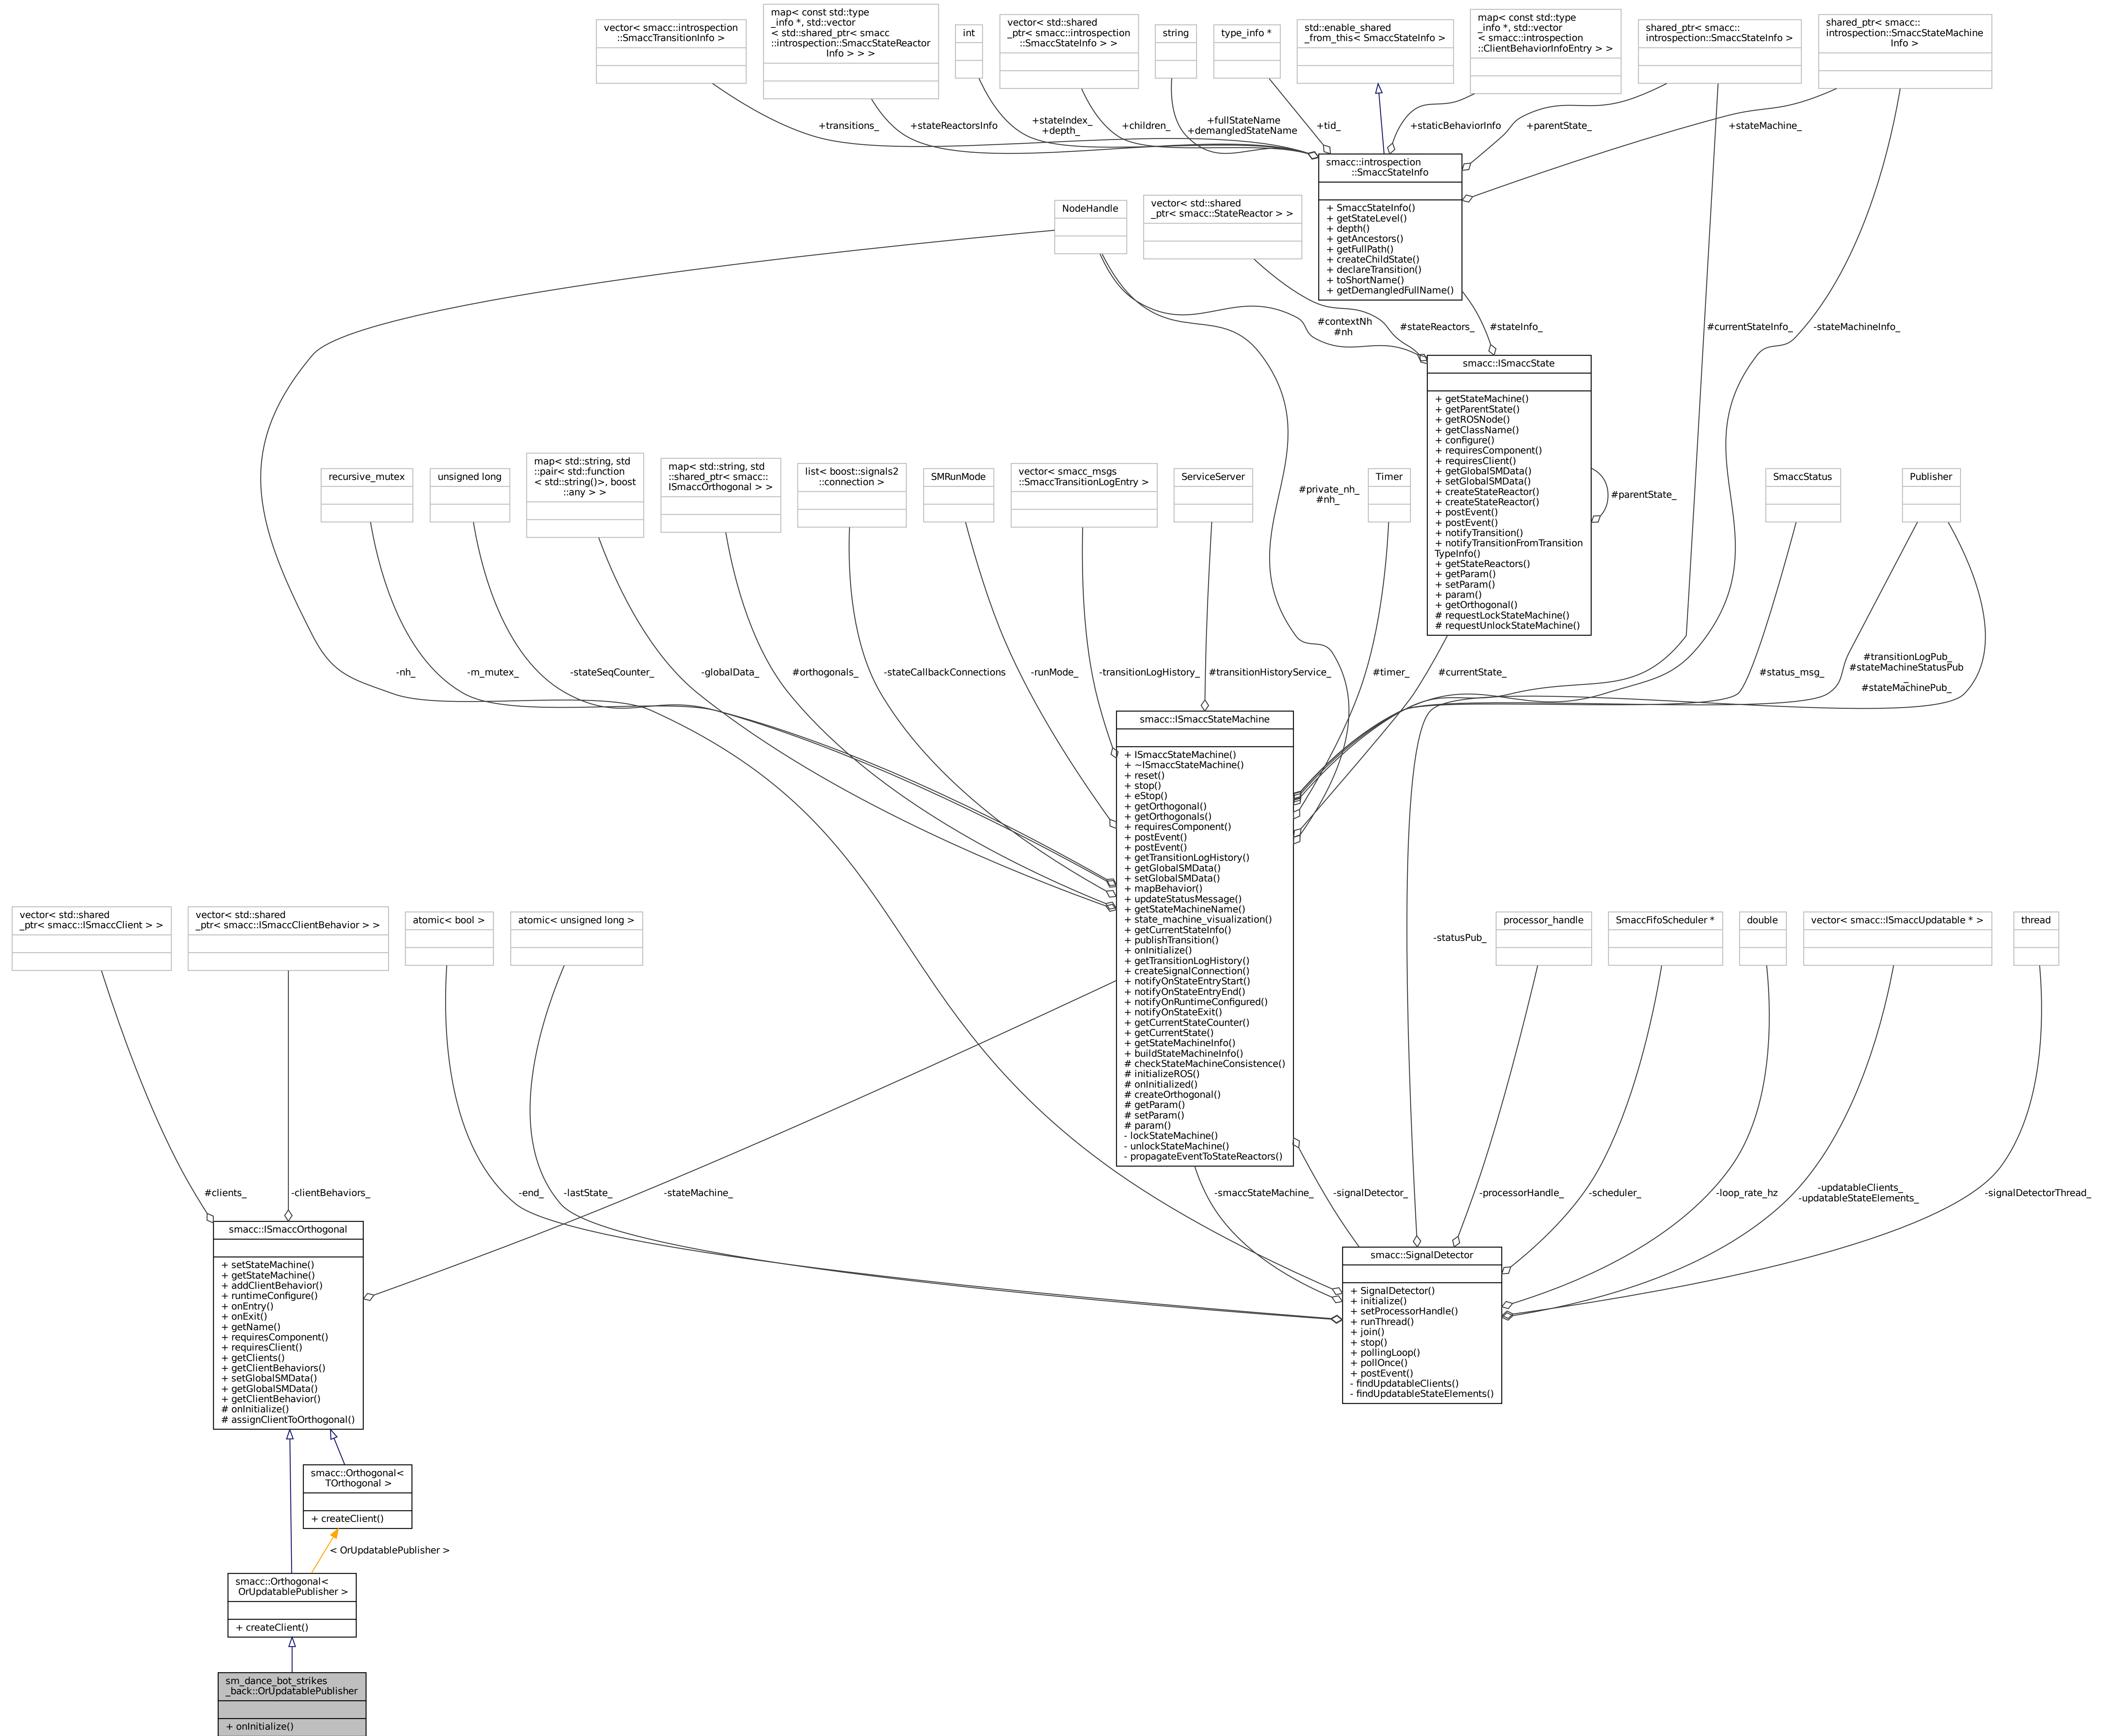 vector< smacc::introspection
::SmaccTransitionInfo >
map< const std::type
_info *, std::vector
< std::shared_ptr< smacc
::introspection::SmaccStateReactor
Info > > >
int
vector< std::shared
_ptr< smacc::introspection
::SmaccStateInfo > >
string
type_info *
std::enable_shared
_from_this< SmaccStateInfo >
map< const std::type
_info *, std::vector
< smacc::introspection
::ClientBehaviorInfoEntry > >
shared_ptr< smacc::
introspection::SmaccStateInfo >
shared_ptr< smacc::
introspection::SmaccStateMachine
Info >
+transitions_
+stateReactorsInfo
+stateIndex_
+depth_
+children_
+fullStateName
+demangledStateName
+tid_
+staticBehaviorInfo
+parentState_
+stateMachine_
smacc::introspection
::SmaccStateInfo
+ SmaccStateInfo()
+ getStateLevel()
+ depth()
+ getAncestors()
+ getFullPath()
+ createChildState()
+ declareTransition()
+ toShortName()
+ getDemangledFullName()
NodeHandle
vector< std::shared
_ptr< smacc::StateReactor > >
#contextNh
#nh
#stateReactors_
#stateInfo_
#currentStateInfo_
-stateMachineInfo_
smacc::ISmaccState
+ getStateMachine()
+ getParentState()
+ getROSNode()
+ getClassName()
+ configure()
+ requiresComponent()
+ requiresClient()
+ getGlobalSMData()
+ setGlobalSMData()
+ createStateReactor()
+ createStateReactor()
+ postEvent()
+ postEvent()
+ notifyTransition()
+ notifyTransitionFromTransition
TypeInfo()
+ getStateReactors()
+ getParam()
+ setParam()
+ param()
+ getOrthogonal()
# requestLockStateMachine()
# requestUnlockStateMachine()
#parentState_
recursive_mutex
unsigned long
map< std::string, std
::pair< std::function
< std::string()>, boost
::any > >
map< std::string, std
::shared_ptr< smacc::
ISmaccOrthogonal > >
list< boost::signals2
::connection >
SMRunMode
vector< smacc_msgs
::SmaccTransitionLogEntry >
ServiceServer
#private_nh_
#nh_
Timer
SmaccStatus
Publisher
-nh_
-m_mutex_
-stateSeqCounter_
-globalData_
#orthogonals_
-stateCallbackConnections
-runMode_
-transitionLogHistory_
#transitionHistoryService_
#timer_
#currentState_
#status_msg_
#transitionLogPub_
#stateMachineStatusPub
_
#stateMachinePub_
smacc::ISmaccStateMachine
+ ISmaccStateMachine()
+ ~ISmaccStateMachine()
+ reset()
+ stop()
+ eStop()
+ getOrthogonal()
+ getOrthogonals()
+ requiresComponent()
+ postEvent()
+ postEvent()
+ getTransitionLogHistory()
+ getGlobalSMData()
+ setGlobalSMData()
+ mapBehavior()
+ updateStatusMessage()
+ getStateMachineName()
+ state_machine_visualization()
+ getCurrentStateInfo()
+ publishTransition()
+ onInitialize()
+ getTransitionLogHistory()
+ createSignalConnection()
+ notifyOnStateEntryStart()
+ notifyOnStateEntryEnd()
+ notifyOnRuntimeConfigured()
+ notifyOnStateExit()
+ getCurrentStateCounter()
+ getCurrentState()
+ getStateMachineInfo()
+ buildStateMachineInfo()
# checkStateMachineConsistence()
# initializeROS()
# onInitialized()
# createOrthogonal()
# getParam()
# setParam()
# param()
- lockStateMachine()
- unlockStateMachine()
- propagateEventToStateReactors()
vector< std::shared
_ptr< smacc::ISmaccClient > >
vector< std::shared
_ptr< smacc::ISmaccClientBehavior > >
atomic< bool >
atomic< unsigned long >
-statusPub_
processor_handle
SmaccFifoScheduler *
double
vector< smacc::ISmaccUpdatable * >
thread
#clients_
-clientBehaviors_
-end_
-lastState_
-stateMachine_
-smaccStateMachine_
-signalDetector_
-processorHandle_
-scheduler_
-loop_rate_hz
-updatableClients_
-updatableStateElements_
-signalDetectorThread_
smacc::ISmaccOrthogonal
+ setStateMachine()
+ getStateMachine()
+ addClientBehavior()
+ runtimeConfigure()
+ onEntry()
+ onExit()
+ getName()
+ requiresComponent()
+ requiresClient()
+ getClients()
+ getClientBehaviors()
+ setGlobalSMData()
+ getGlobalSMData()
+ getClientBehavior()
# onInitialize()
# assignClientToOrthogonal()
smacc::SignalDetector
+ SignalDetector()
+ initialize()
+ setProcessorHandle()
+ runThread()
+ join()
+ stop()
+ pollingLoop()
+ pollOnce()
+ postEvent()
- findUpdatableClients()
- findUpdatableStateElements()
smacc::Orthogonal<
TOrthogonal >
+ createClient()
< OrUpdatablePublisher >
smacc::Orthogonal<
OrUpdatablePublisher >
+ createClient()
sm_dance_bot_strikes
_back::OrUpdatablePublisher
+ onInitialize()